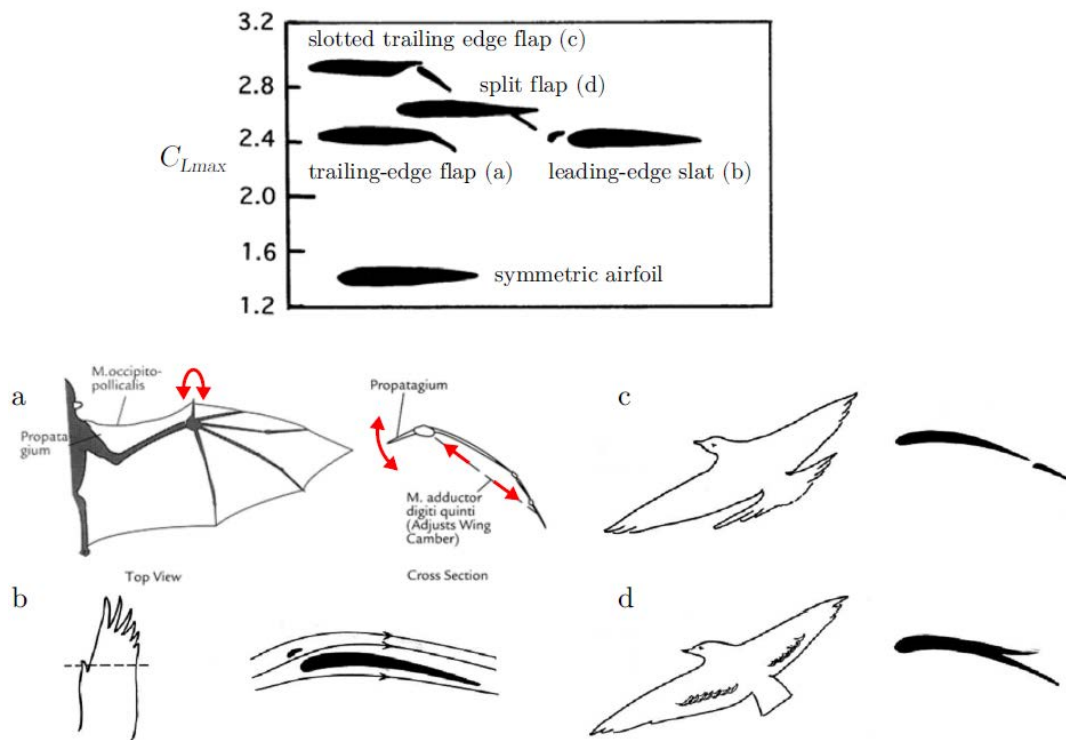 3.2
slotted trailing edge flap (c)
2.8
split flap (d)
2.4
C_{Lmax}
trailing-edge flap (a)
leading-edge slat (b)
2.0
1.6
symmetric airfoil
1.2
a
M.occipito-
pollicalis
Propata
gium
Propatagium
M. adductor
digiti quinti
(Adjusts Wing
Camber)
Top View
Cross Section
c
b
d